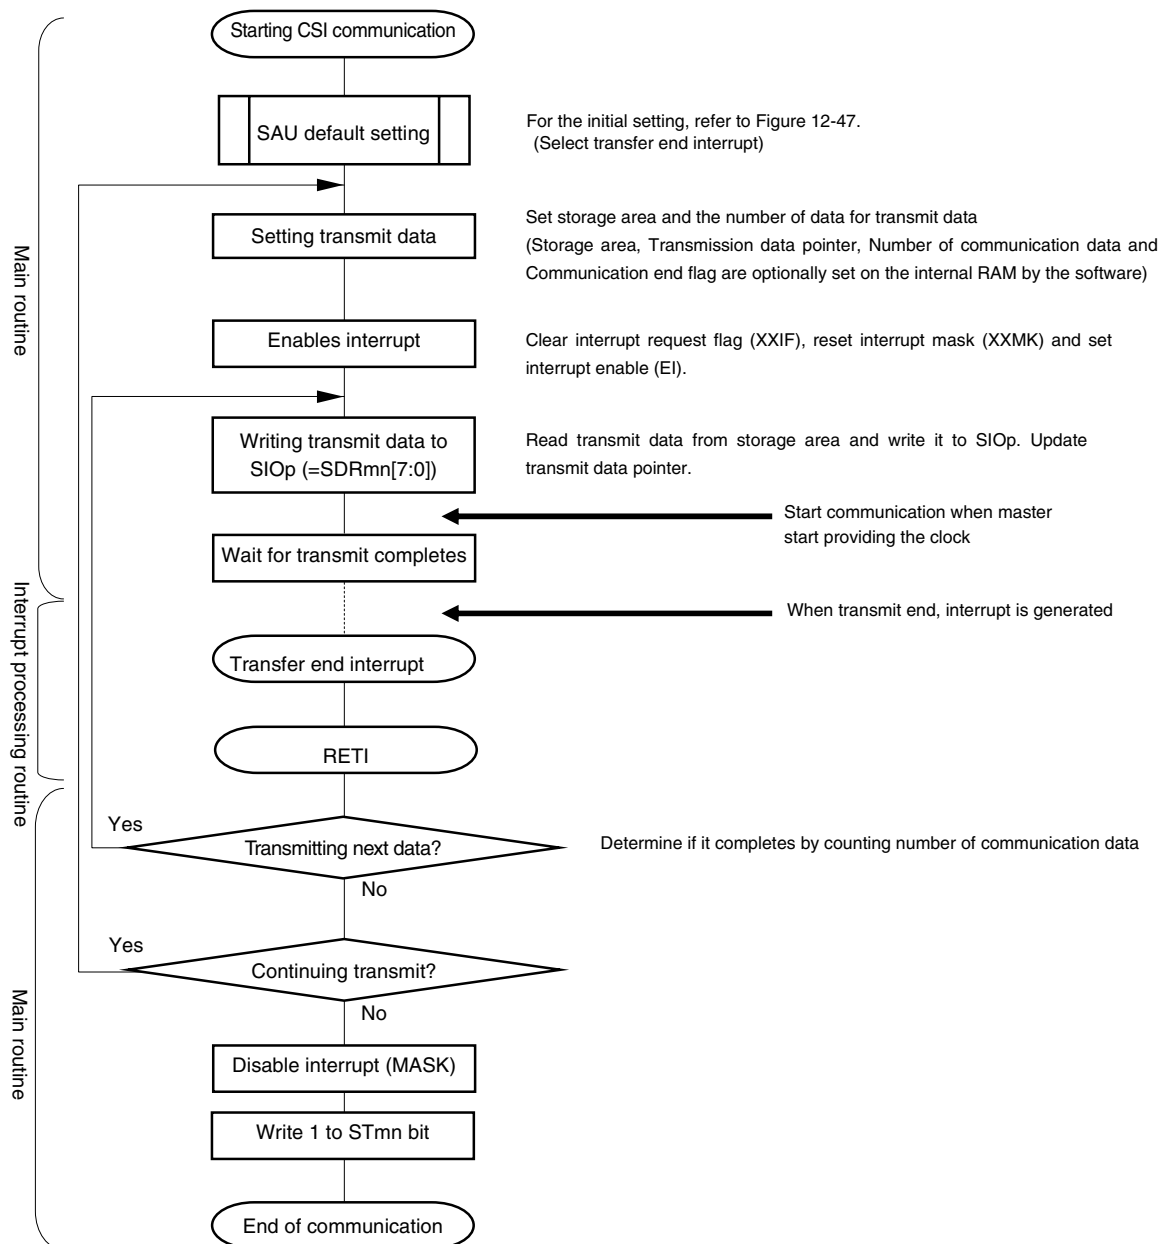 Starting CSI communication
SAU default setting
For the initial setting, refer to Figure 12-47.
(Select transfer end interrupt)
Setting transmit data
Set storage area and the number of data for transmit data
(Storage area, Transmission data pointer, Number of communication data and
Communication end flag are optionally set on the internal RAM by the software)
Main routine
Enables interrupt
Clear interrupt request flag (XXIF), reset interrupt mask (XXMK) and set
interrupt enable (EI).
Writing transmit data to
SIOp (=SDRmn[7:0])
Read transmit data from storage area and write it to SIOp. Update
transmit data pointer.
Start communication when master
start providing the clock
Wait for transmit completes
When transmit end, interrupt is generated
Interrupt processing routine
Transfer end interrupt
RETI
Yes
Transmitting next data?
Determine if it completes by counting number of communication data
No
Yes
Continuing transmit?
No
Main routine
Disable interrupt (MASK)
Write 1 to STmn bit
End of communication